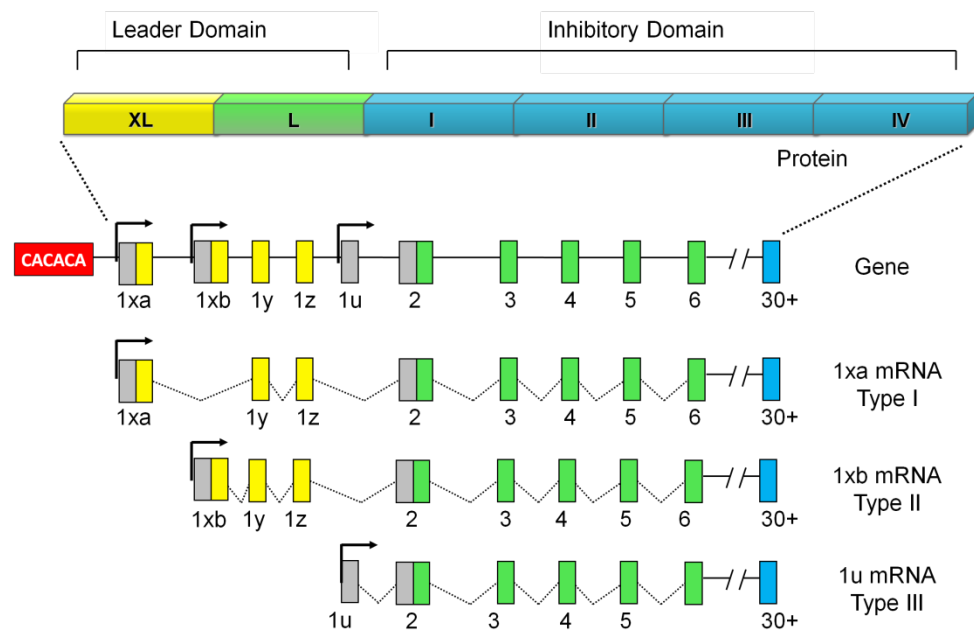 Leader Domain Inhibitory Domain
XL L I II III IV
Protein
CACACA
Gene
1xa 1xb 1y 1z 1u 2 3 4 5 6 30+
1xa mRNA
Type I
1xa 1y 1z 2 3 4 5 6 30+
1xb mRNA
Type II
1xb 1y 1z 2 3 4 5 6 30+
1u mRNA
Type III
1u 2 3 4 5 30+